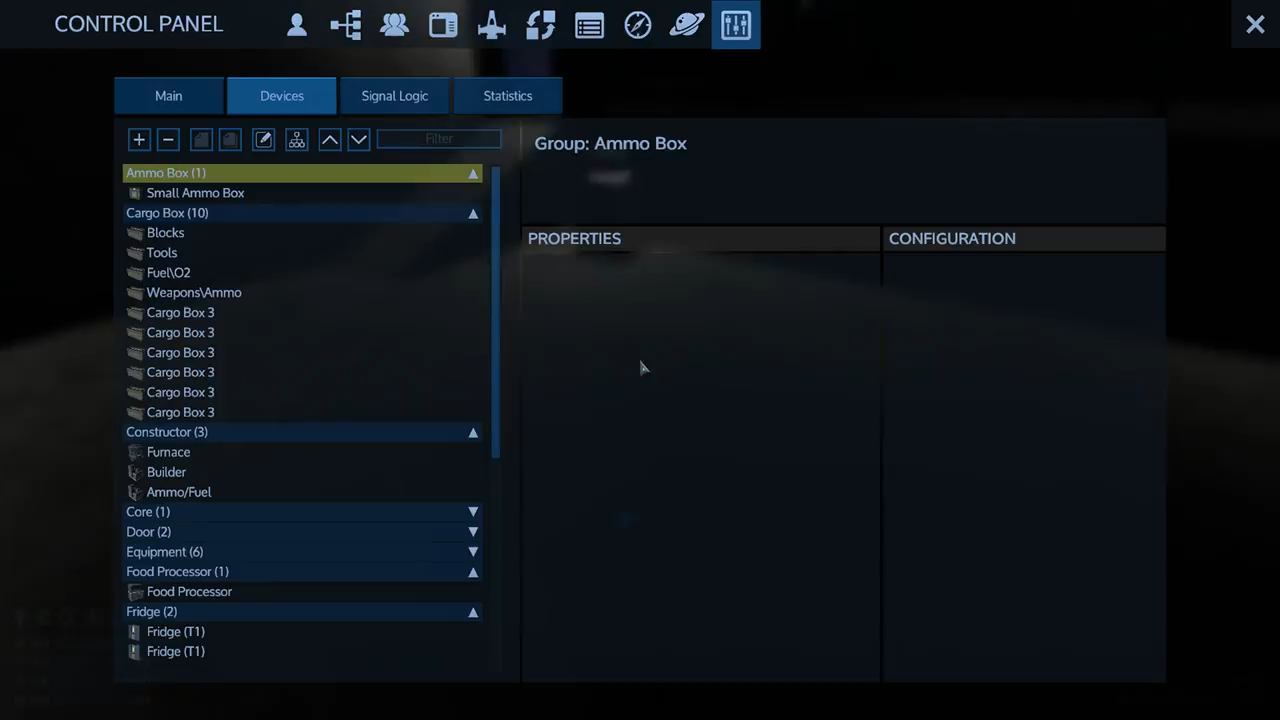 CONTROL PANEL
Main
Devices
Signal Logic
Statistics
Filter
Ammo Box (1)
Small Ammo Box
Cargo Box (10)
Blocks
Tools
Fuel\O2
Weapons\Ammo
Cargo Box 3
Cargo Box 3
Cargo Box 3
Cargo Box 3
Cargo Box 3
Cargo Box 3
Constructor (3)
Furnace
Builder
Ammo/Fuel
Core (1)
Door (2)
Equipment (6)
Food Processor (1)
Food Processor
Fridge (2)
Fridge (T1)
Fridge (T1)
Group: Ammo Box
PROPERTIES
CONFIGURATION